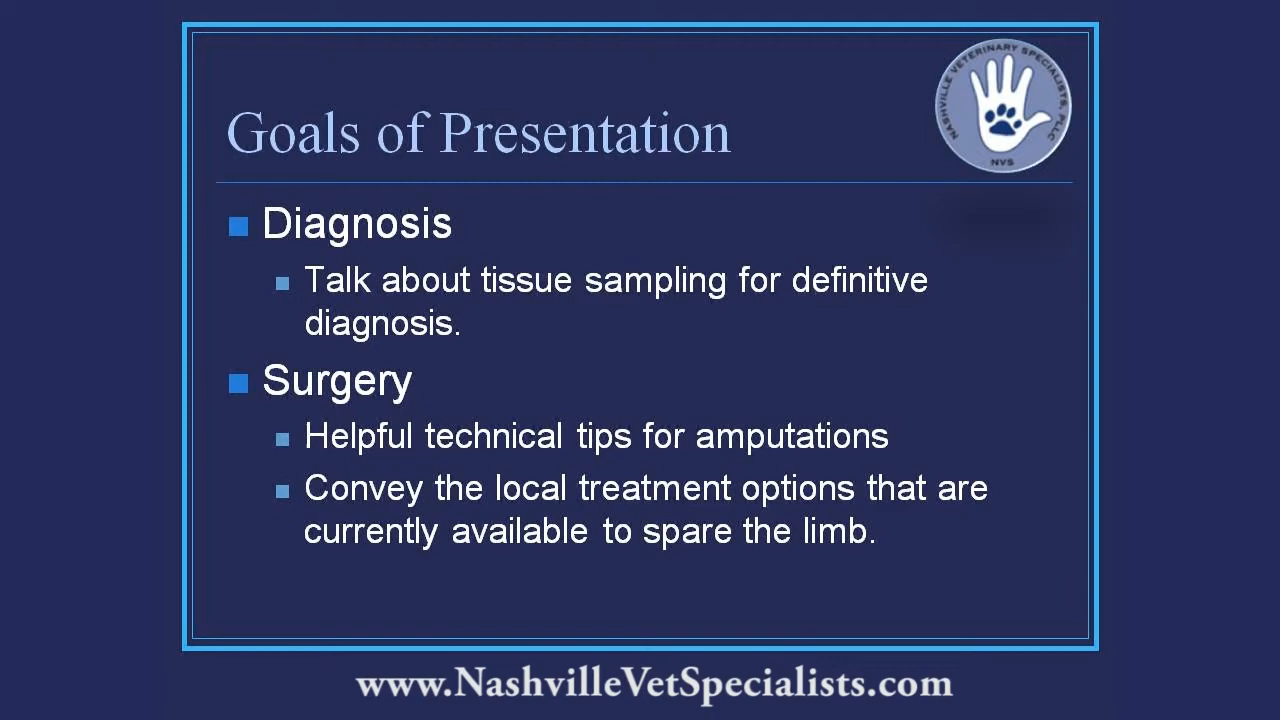 NASHVILLE VETERINARY SPECIALISTS, PLLC
NVS
Goals of Presentation
Diagnosis
Talk about tissue sampling for definitive
diagnosis.
Surgery
Helpful technical tips for amputations
Convey the local treatment options that are
currently available to spare the limb.
www.NashvilleVetSpecialists.com